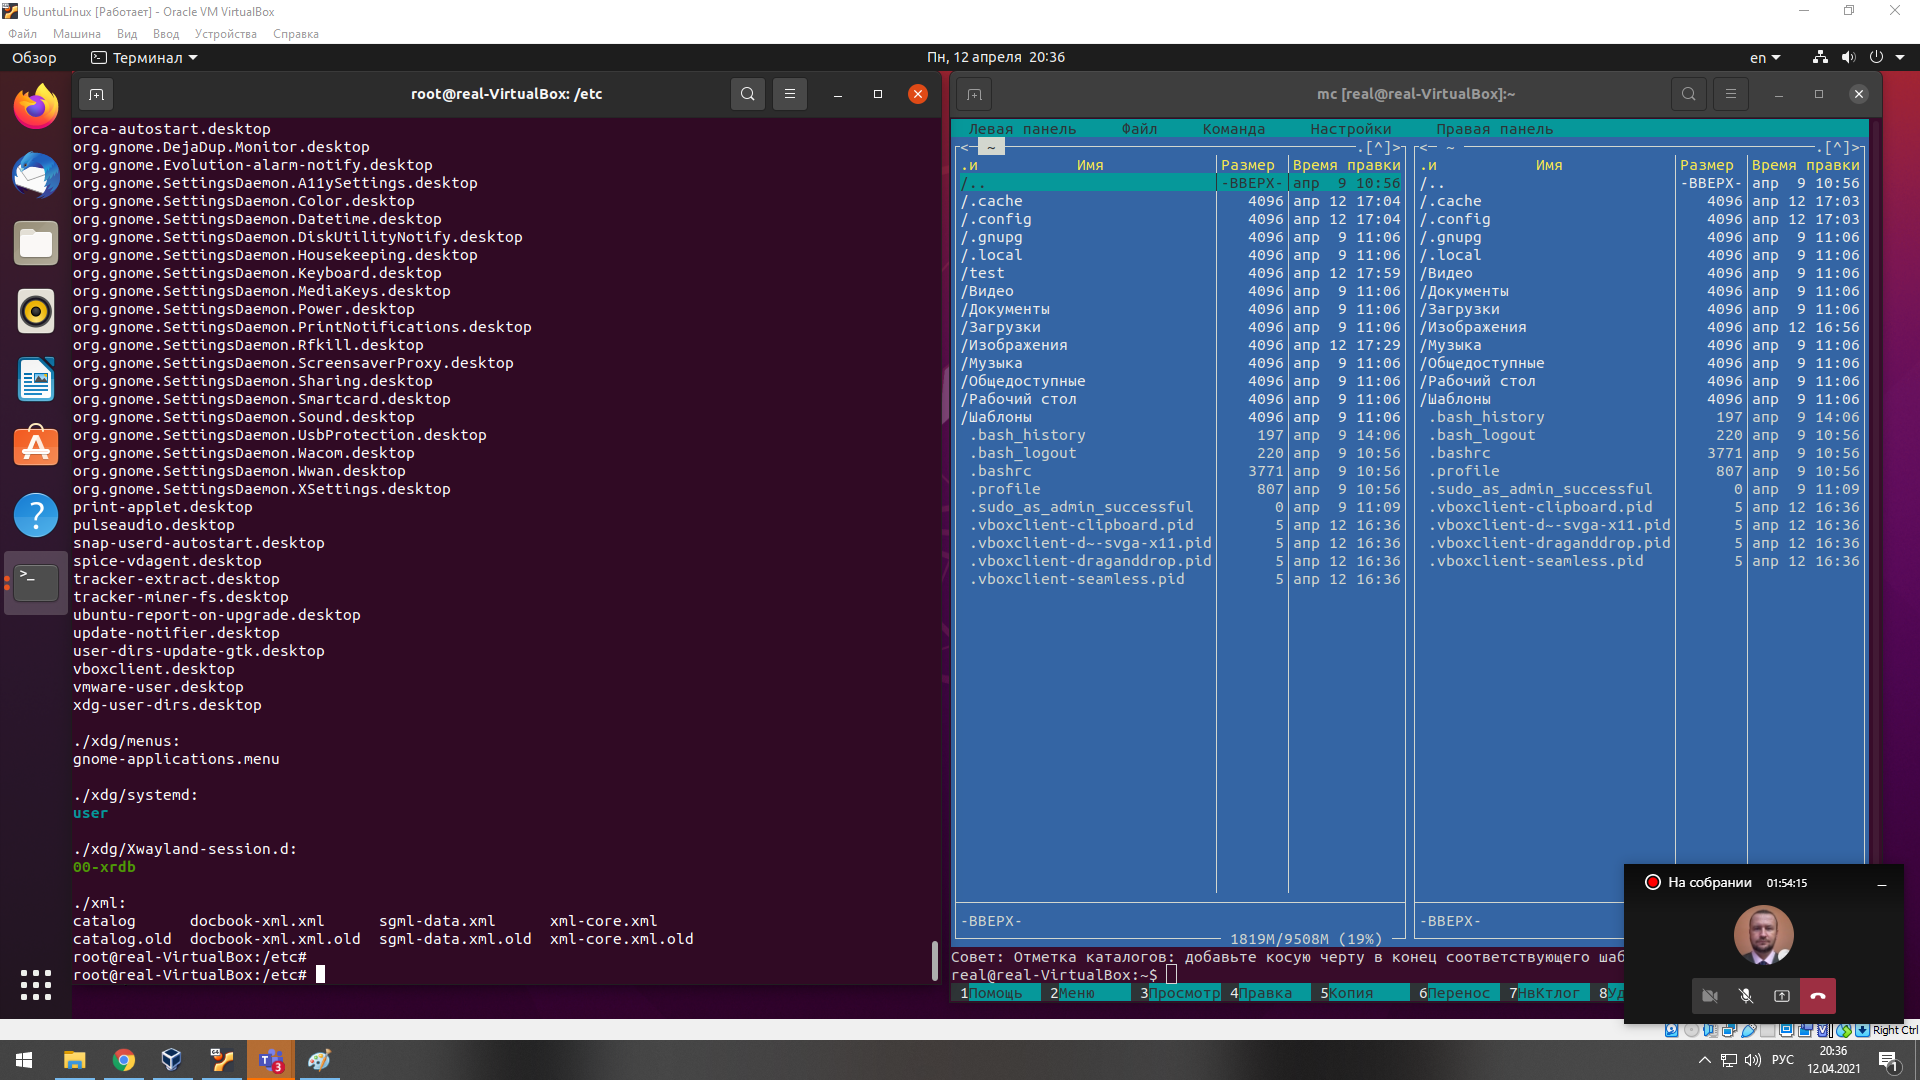 UbuntuLinux [Работает] - Oracle VM VirtualBox
Файл Машина Вид Ввод Устройства Справка
Обзор Терминал Пн, 12 апреля 20:36 en
root@real-VirtualBox: /etc
orca-autostart.desktop
org.gnome.DejaDup.Monitor.desktop
org.gnome.Evolution-alarm-notify.desktop
org.gnome.SettingsDaemon.A11ySettings.desktop
org.gnome.SettingsDaemon.Color.desktop
org.gnome.SettingsDaemon.Datetime.desktop
org.gnome.SettingsDaemon.DiskUtilityNotify.desktop
org.gnome.SettingsDaemon.Housekeeping.desktop
org.gnome.SettingsDaemon.Keyboard.desktop
org.gnome.SettingsDaemon.MediaKeys.desktop
org.gnome.SettingsDaemon.Power.desktop
org.gnome.SettingsDaemon.PrintNotifications.desktop
org.gnome.SettingsDaemon.Rfkill.desktop
org.gnome.SettingsDaemon.ScreensaverProxy.desktop
org.gnome.SettingsDaemon.Sharing.desktop
org.gnome.SettingsDaemon.Smartcard.desktop
org.gnome.SettingsDaemon.Sound.desktop
org.gnome.SettingsDaemon.UsbProtection.desktop
org.gnome.SettingsDaemon.Wacom.desktop
org.gnome.SettingsDaemon.Wwan.desktop
org.gnome.SettingsDaemon.XSettings.desktop
print-applet.desktop
pulseaudio.desktop
snap-userd-autostart.desktop
spice-vdagent.desktop
tracker-extract.desktop
tracker-miner-fs.desktop
ubuntu-report-on-upgrade.desktop
update-notifier.desktop
user-dirs-update-gtk.desktop
vboxclient.desktop
vmware-user.desktop
xdg-user-dirs.desktop
./xdg/menus:
gnome-applications.menu
./xdg/systemd:
user
./xdg/Xwayland-session.d:
00-xrdb
./xml:
catalog docbook-xml.xml sgml-data.xml xml-core.xml
catalog.old docbook-xml.xml.old sgml-data.xml.old xml-core.xml.old
root@real-VirtualBox:/etc#
root@real-VirtualBox:/etc#
mc [real@real-VirtualBox]:~
Левая панель Файл Команда Настройки Правая панель
<─ ~ .[^]>
.и Имя Размер Время правки
/.. -ВВЕРХ- апр 9 10:56
/.cache 4096 апр 12 17:04
/.config 4096 апр 12 17:04
/.gnupg 4096 апр 9 11:06
/.local 4096 апр 9 11:06
/test 4096 апр 12 17:59
/Видео 4096 апр 9 11:06
/Документы 4096 апр 9 11:06
/Загрузки 4096 апр 9 11:06
/Изображения 4096 апр 12 17:29
/Музыка 4096 апр 9 11:06
/Общедоступные 4096 апр 9 11:06
/Рабочий стол 4096 апр 9 11:06
/Шаблоны 4096 апр 9 11:06
.bash_history 197 апр 9 14:06
.bash_logout 220 апр 9 10:56
.bashrc 3771 апр 9 10:56
.profile 807 апр 9 10:56
.sudo_as_admin_successful 0 апр 9 11:09
.vboxclient-clipboard.pid 5 апр 12 16:36
.vboxclient-d~-svga-x11.pid 5 апр 12 16:36
.vboxclient-draganddrop.pid 5 апр 12 16:36
.vboxclient-seamless.pid 5 апр 12 16:36
-ВВЕРХ-
1819M/9508M (19%)
<─ ~ .[^]>
.и Имя Размер Время правки
/.. -ВВЕРХ- апр 9 10:56
/.cache 4096 апр 12 17:03
/.config 4096 апр 12 17:03
/.gnupg 4096 апр 9 11:06
/.local 4096 апр 9 11:06
/Видео 4096 апр 9 11:06
/Документы 4096 апр 9 11:06
/Загрузки 4096 апр 9 11:06
/Изображения 4096 апр 12 16:56
/Музыка 4096 апр 9 11:06
/Общедоступные 4096 апр 9 11:06
/Рабочий стол 4096 апр 9 11:06
/Шаблоны 4096 апр 9 11:06
.bash_history 197 апр 9 14:06
.bash_logout 220 апр 9 10:56
.bashrc 3771 апр 9 10:56
.profile 807 апр 9 10:56
.sudo_as_admin_successful 0 апр 9 11:09
.vboxclient-clipboard.pid 5 апр 12 16:36
.vboxclient-d~-svga-x11.pid 5 апр 12 16:36
.vboxclient-draganddrop.pid 5 апр 12 16:36
.vboxclient-seamless.pid 5 апр 12 16:36
-ВВЕРХ-
Совет: Отметка каталогов: добавьте косую черту в конец соответствующего шаб
real@real-VirtualBox:~$
1Помощь 2Меню 3Просмотр 4Правка 5Копия 6Перенос 7НвКтлог 8Уд
На собрании 01:54:15
Right Ctrl
3
РУС
20:36
12.04.2021
1